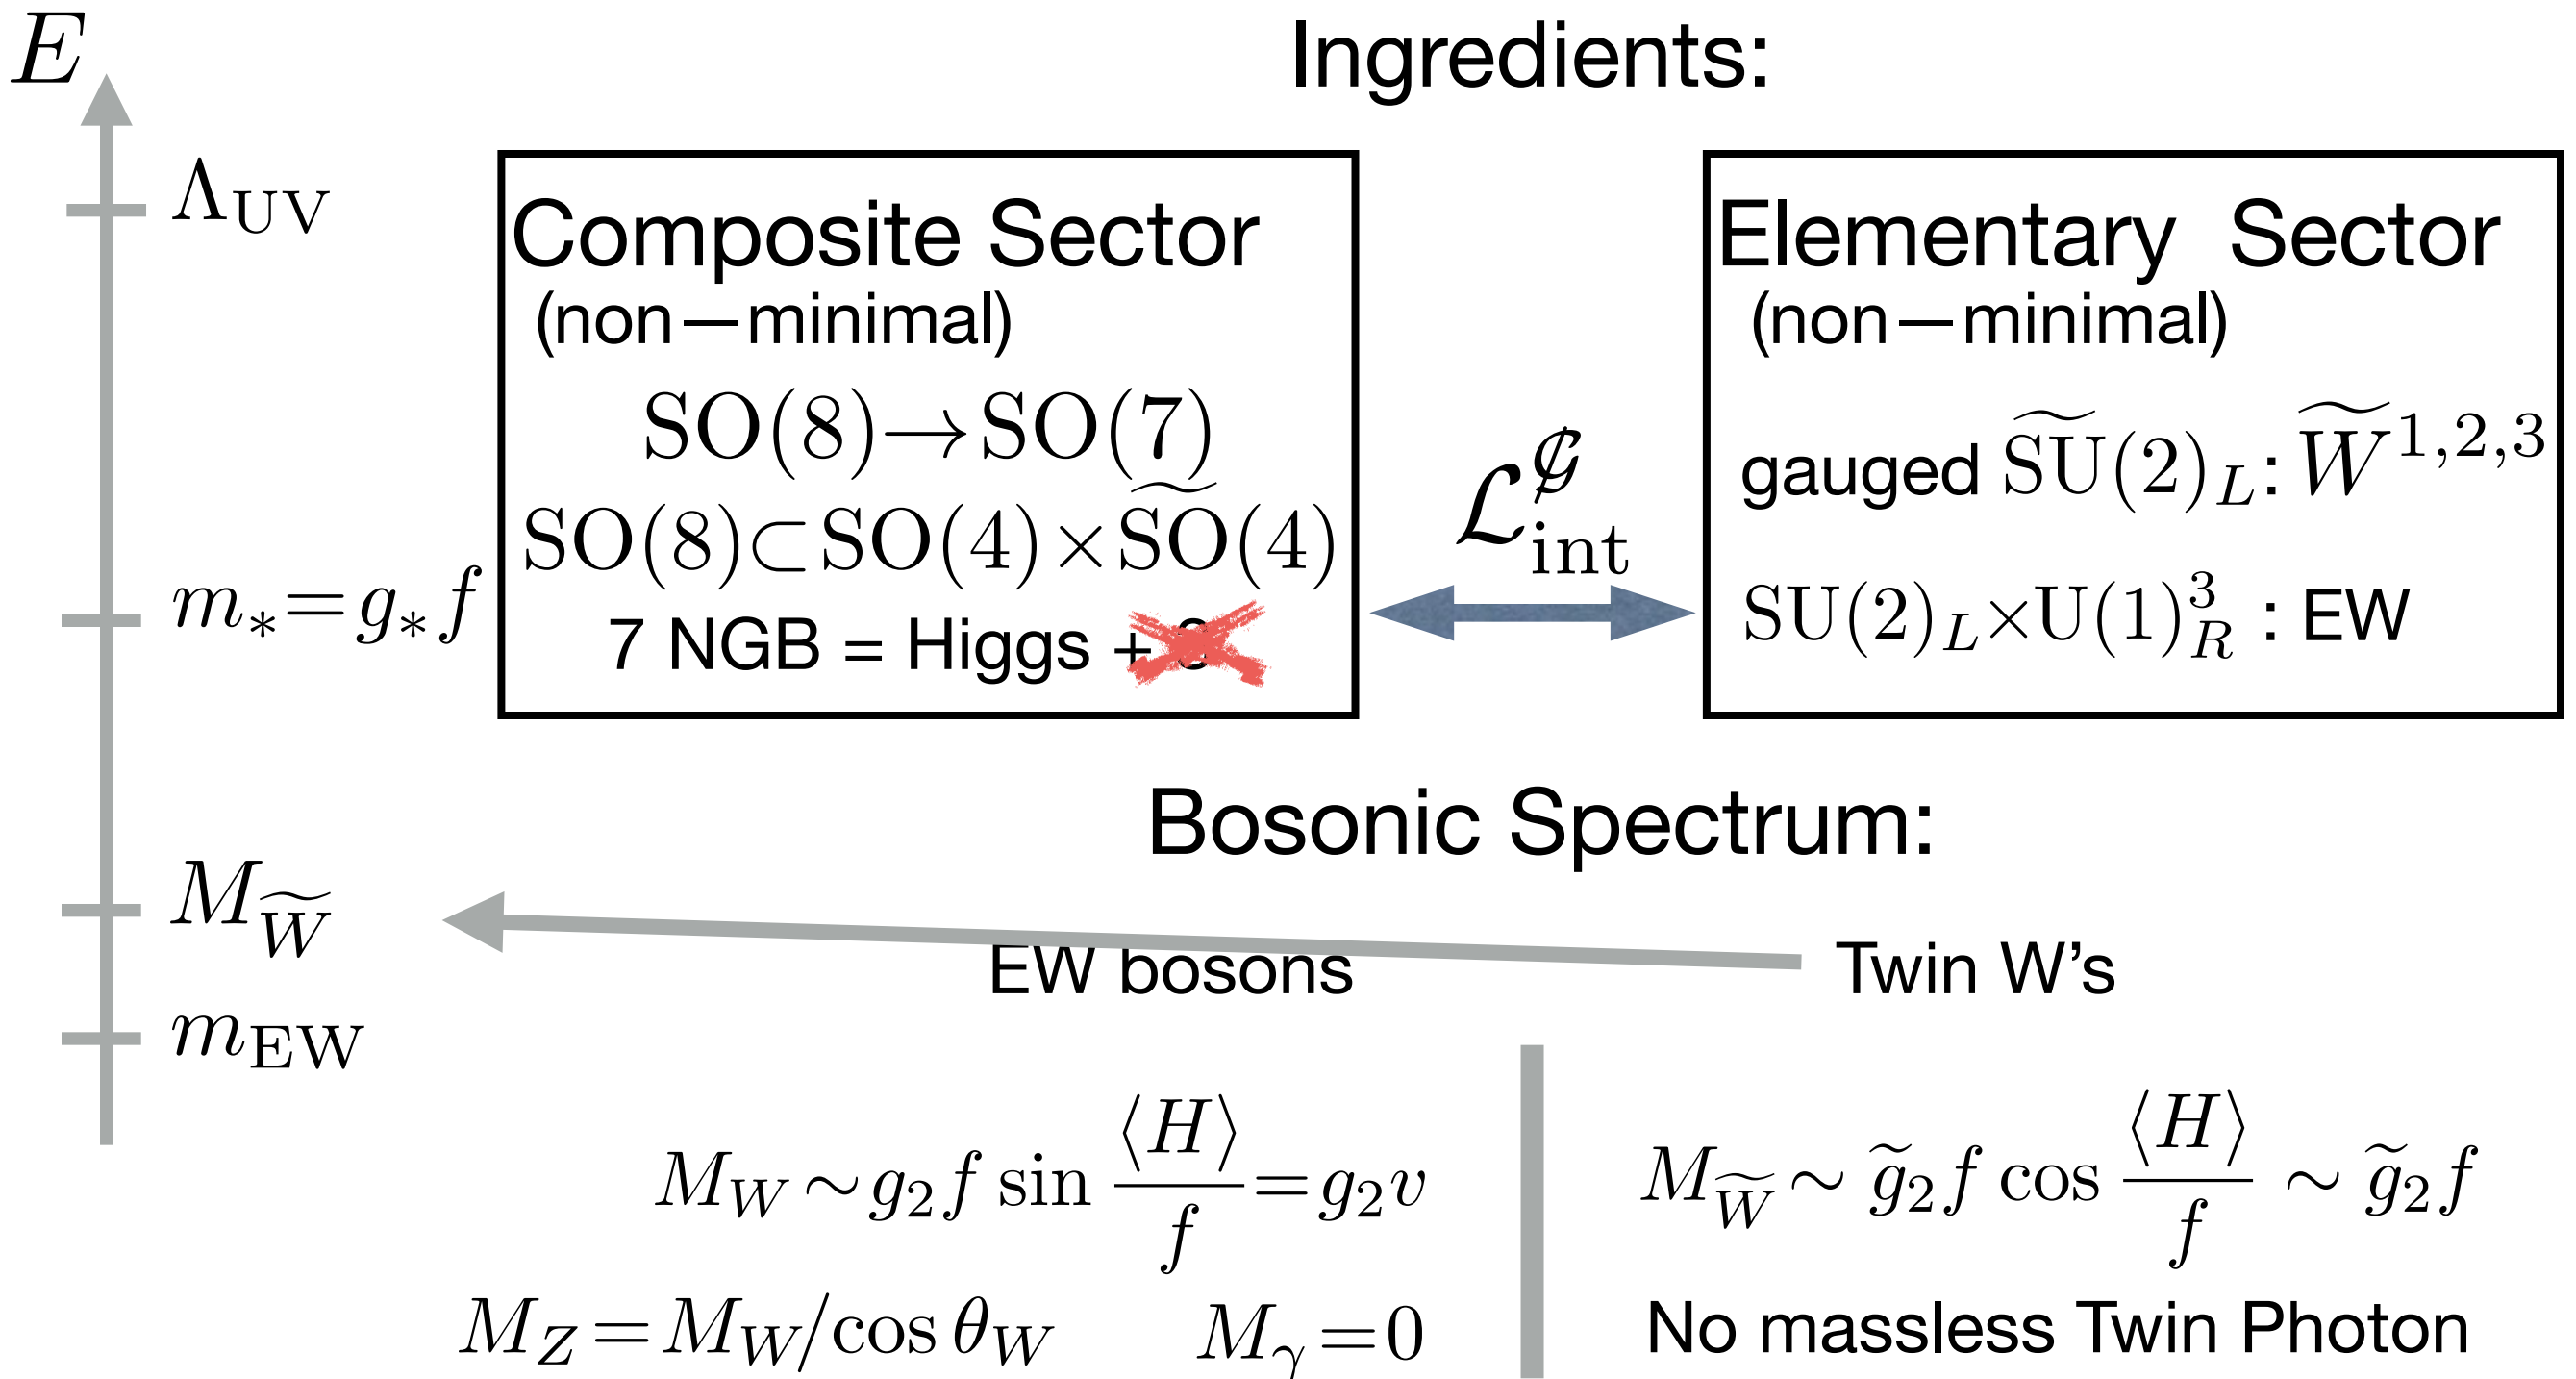 E
Ingredients:
Λ_UV
m_*=g_*f
M_W̃
m_EW
Composite Sector
(non—minimal)
SO(8)→SO(7)
SO(8)⊂SO(4)×S͠O(4)
7 NGB = Higgs +
ℒ_int^𝒢̸
Elementary Sector
(non—minimal)
gauged S͠U(2)_L: W̃^1,2,3
SU(2)_L×U(1)_R^3 : EW
Bosonic Spectrum:
EW bosons
Twin W’s
M_W ∼ g_2 f sin ⟨H⟩/f = g_2 v
M_Z = M_W/cos θ_W M_γ = 0
M_W̃ ∼ g̃_2 f cos ⟨H⟩/f ∼ g̃_2 f
No massless Twin Photon